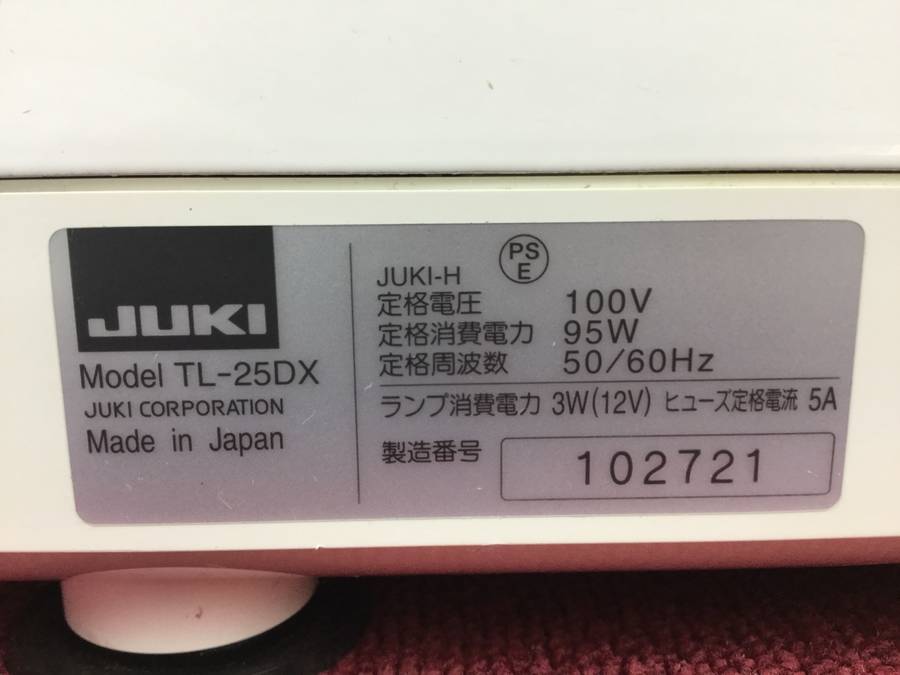 JUKI
Model TL-25DX
JUKI CORPORATION
Made in Japan
PS
E
JUKI-H
定格電圧 100V
定格消費電力 95W
定格周波数 50/60Hz
ランプ消費電力 3W(12V) ヒューズ定格電流 5A
製造番号 102721